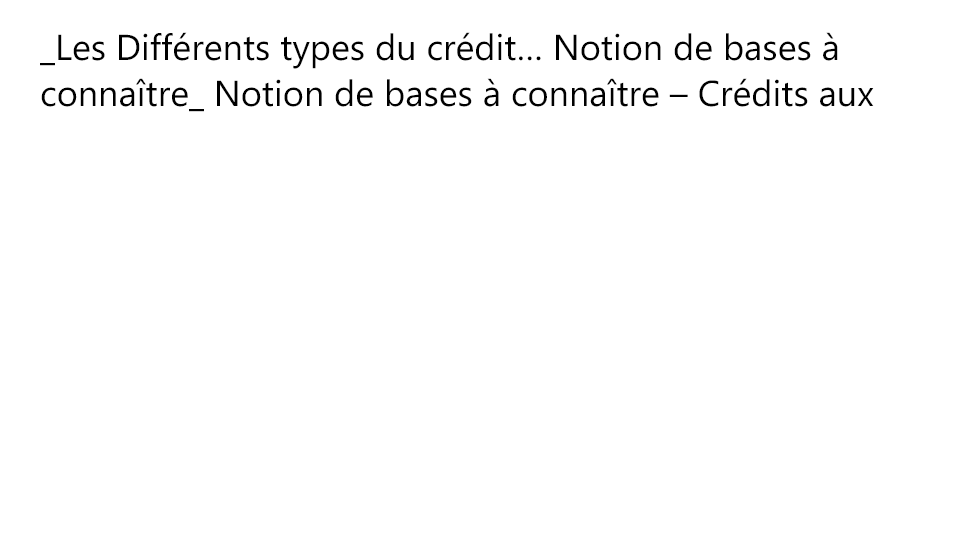 _Les Différents types du crédit... Notion de bases à
connaître_ Notion de bases à connaître – Crédits aux